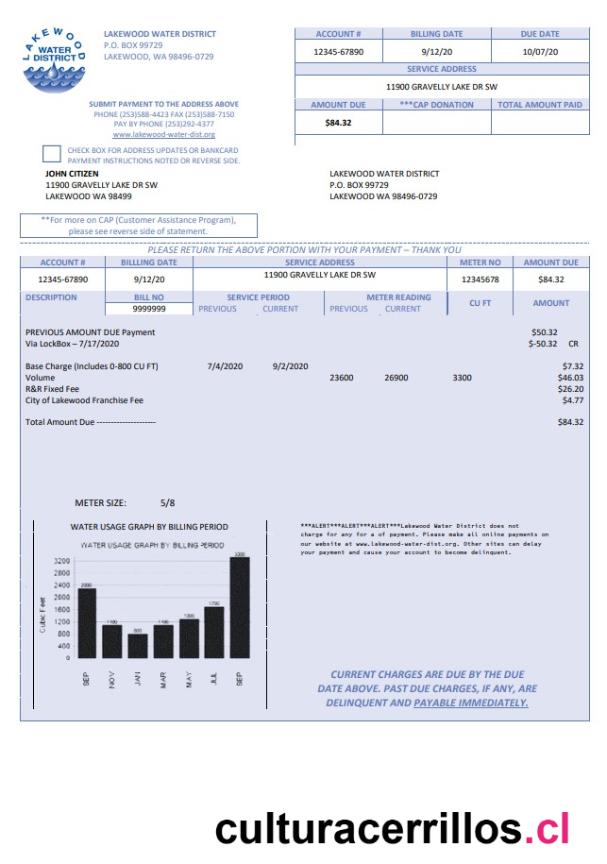 LAKEWOOD
WATER
DISTRICT
LAKEWOOD WATER DISTRICT
P.O. BOX 99729
LAKEWOOD, WA 98496-0729
ACCOUNT # BILLING DATE DUE DATE
12345-67890 9/12/20 10/07/20
SERVICE ADDRESS
11900 GRAVELLY LAKE DR SW
AMOUNT DUE ***CAP DONATION TOTAL AMOUNT PAID
$84.32
SUBMIT PAYMENT TO THE ADDRESS ABOVE
PHONE (253)588-4423 FAX (253)588-7150
PAY BY PHONE (253)292-4377
www.lakewood-water-dist.org
CHECK BOX FOR ADDRESS UPDATES OR BANKCARD
PAYMENT INSTRUCTIONS NOTED OR REVERSE SIDE.
JOHN CITIZEN
11900 GRAVELLY LAKE DR SW
LAKEWOOD WA 98499
LAKEWOOD WATER DISTRICT
P.O. BOX 99729
LAKEWOOD WA 98496-0729
**For more on CAP (Customer Assistance Program),
please see reverse side of statement.
PLEASE RETURN THE ABOVE PORTION WITH YOUR PAYMENT – THANK YOU
ACCOUNT # BILLLING DATE SERVICE ADDRESS METER NO AMOUNT DUE
12345-67890 9/12/20 11900 GRAVELLY LAKE DR SW 12345678 $84.32
DESCRIPTION BILL NO SERVICE PERIOD METER READING CU FT AMOUNT
9999999 PREVIOUS CURRENT PREVIOUS CURRENT
PREVIOUS AMOUNT DUE Payment $50.32
Via LockBox – 7/17/2020 $-50.32 CR
Base Charge (Includes 0-800 CU FT) 7/4/2020 9/2/2020 $7.32
Volume 23600 26900 3300 $46.03
R&R Fixed Fee $26.20
City of Lakewood Franchise Fee $4.77
Total Amount Due --------------------- $84.32
METER SIZE: 5/8
WATER USAGE GRAPH BY BILLING PERIOD
WATER USAGE GRAPH BY BILLING PERIOD
Cubic Feet
3200
2800
2400
2000
1600
1200
800
400
0
1100
800
1100
3300
SEP NOV JAN MAR MAY JUL SEP
***ALERT***ALERT***ALERT***Lakewood Water District does not
charge for any for a of payment. Please make all online payments on
our website at www.lakewood-water-dist.org. Other sites can delay
your payment and cause your account to become delinquent.
CURRENT CHARGES ARE DUE BY THE DUE
DATE ABOVE. PAST DUE CHARGES, IF ANY, ARE
DELINQUENT AND PAYABLE IMMEDIATELY.
culturacerrillos.cl